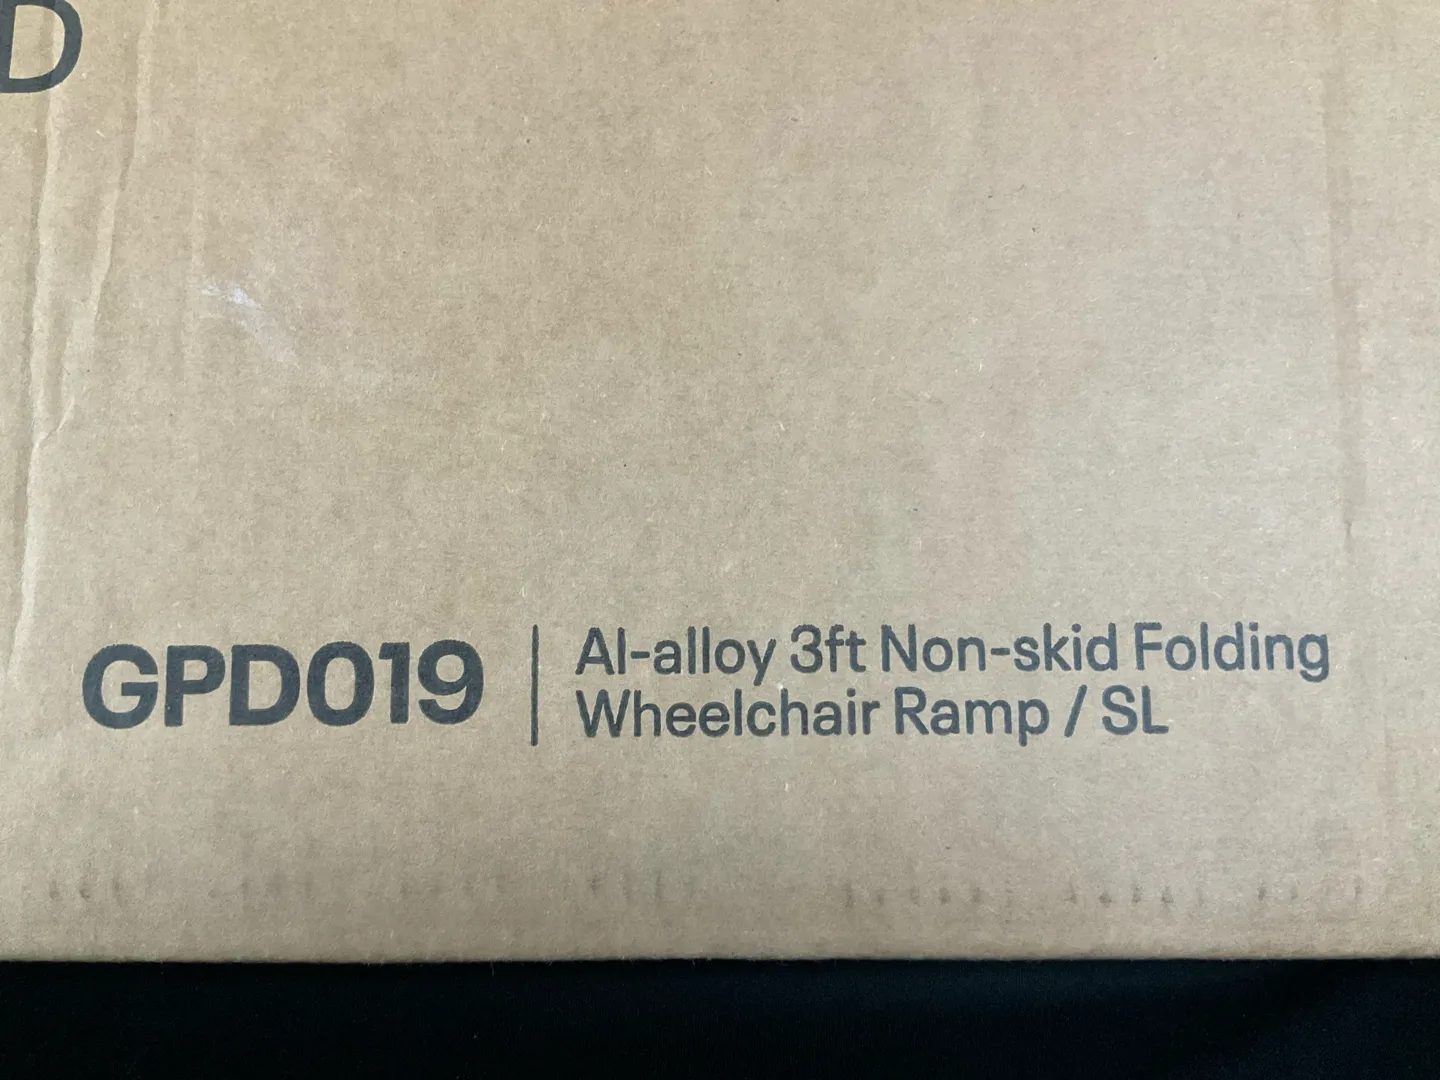 D
GPD019
Al-alloy 3ft Non-skid Folding
Wheelchair Ramp / SL